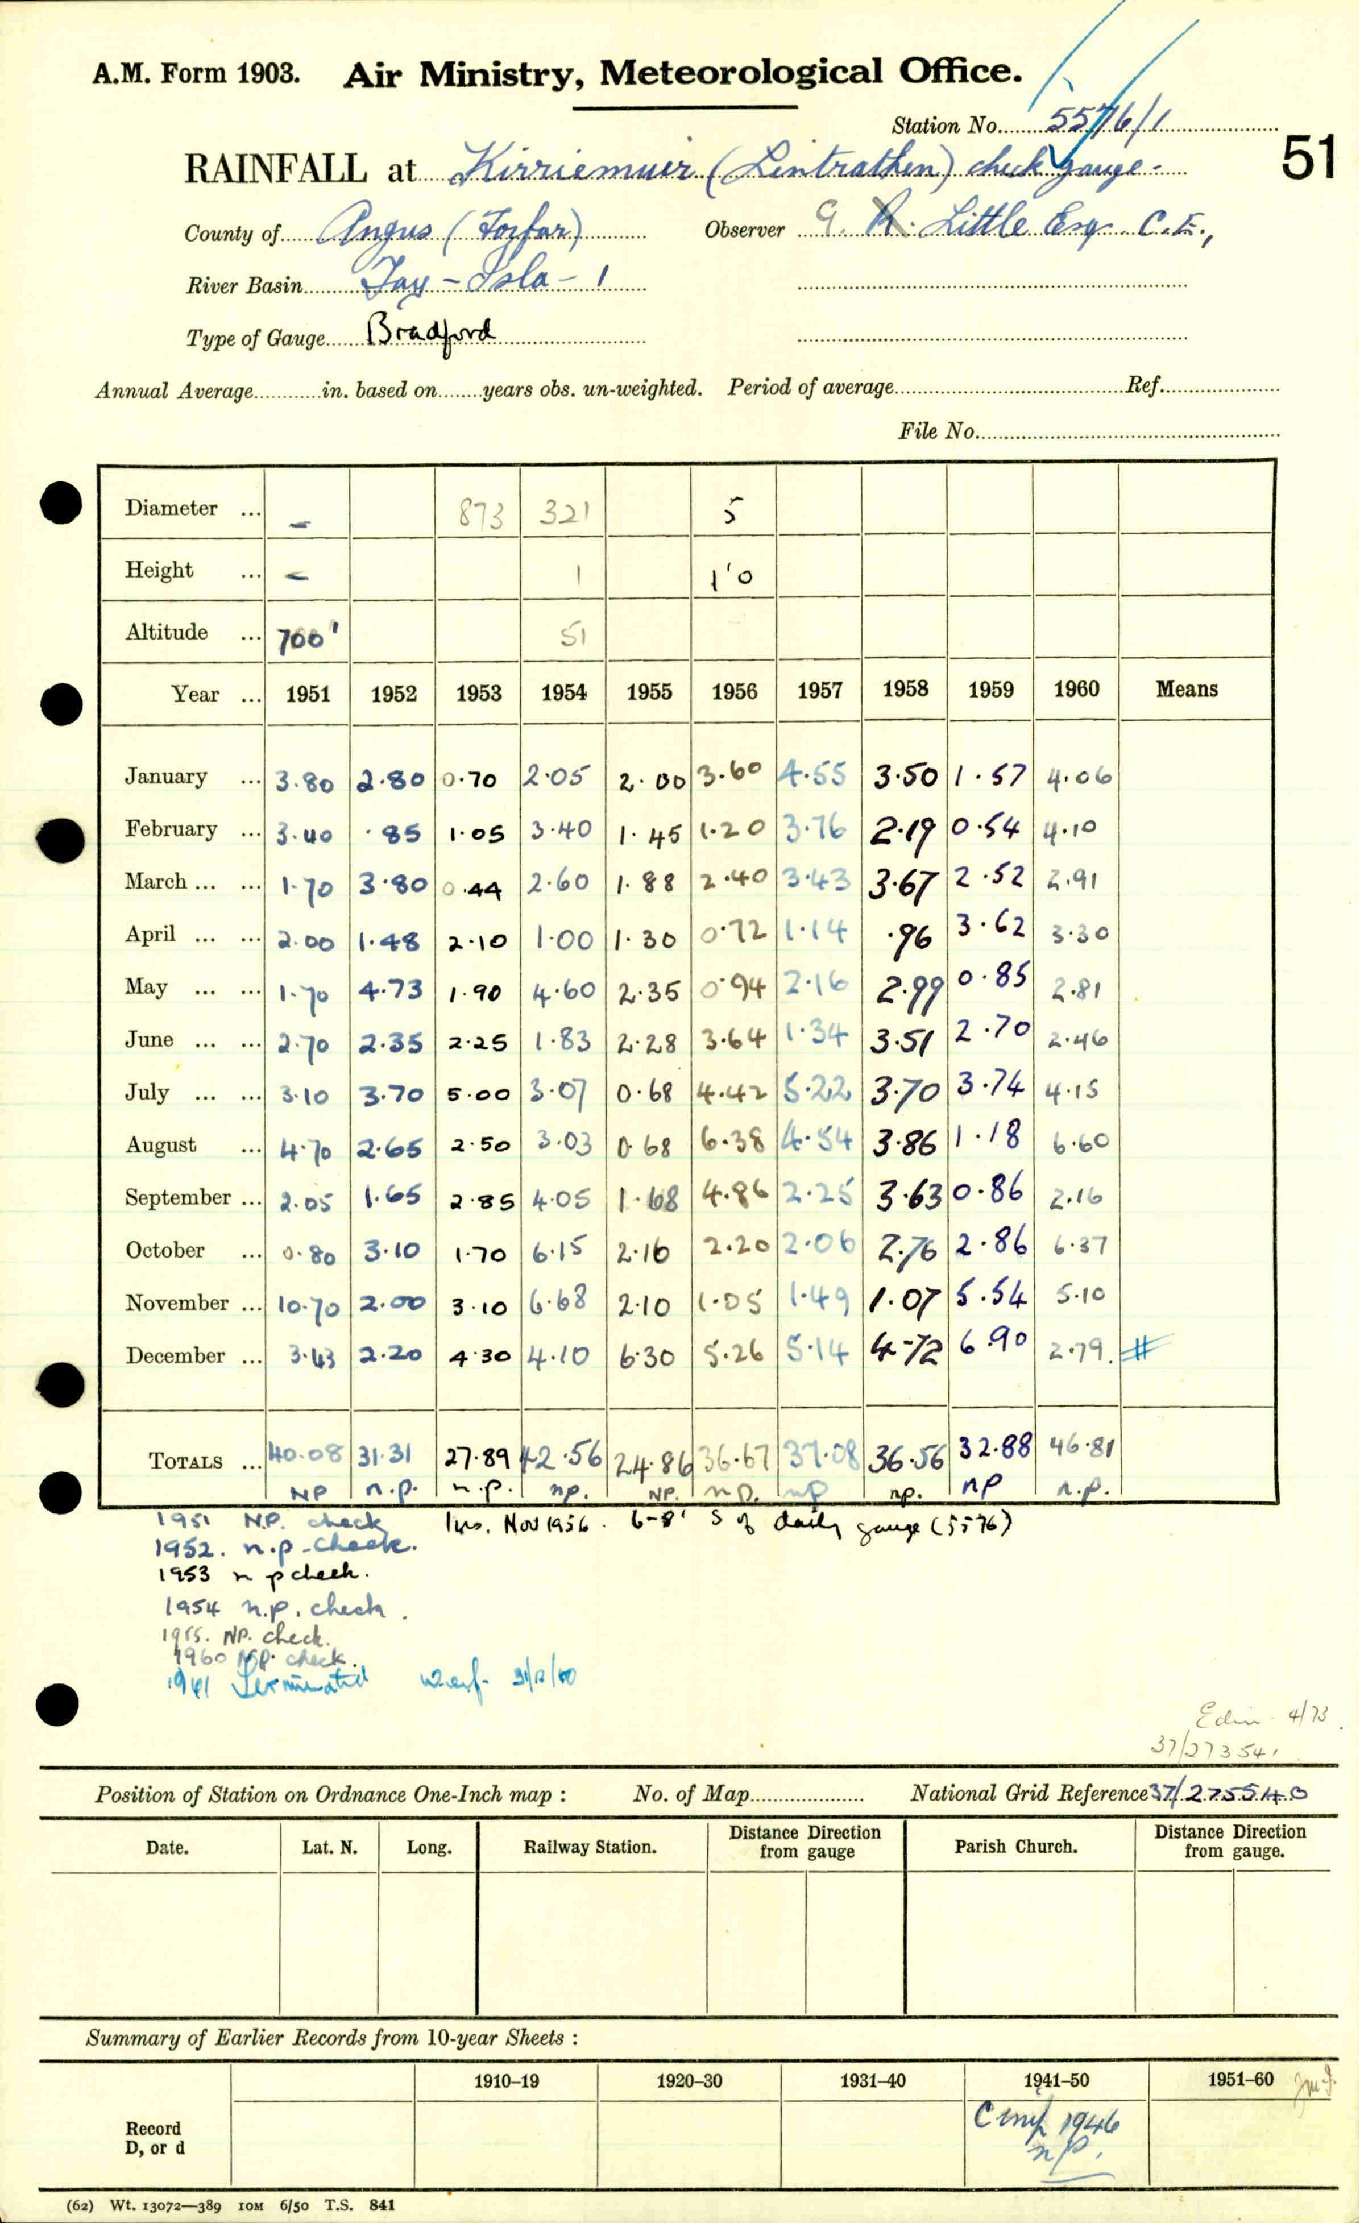 A.M. Form 1903. Air Ministry, Meteorological Office.
Station No. 5576/1
RAINFALL at Kirriemuir (Lintrathen) check gauge. 51
County of Angus (Forfar) Observer G. R. Little Esq. C.E.,
River Basin Tay - Isla - 1
Type of Gauge Bradford
Annual Average in. based on years obs. un-weighted. Period of average Ref.
File No.
Diameter ... - 873 321 5
Height ... - 1 1'0
Altitude ... 700' 51
Year ... 1951 1952 1953 1954 1955 1956 1957 1958 1959 1960 Means
January ... 3.80 2.80 0.70 2.05 2.00 3.60 4.55 3.50 1.57 4.06
February ... 3.40 .85 1.05 3.40 1.45 1.20 3.76 2.19 0.54 4.10
March ... ... 1.70 3.80 0.44 2.60 1.88 2.40 3.43 3.67 2.52 2.91
April ... ... 2.00 1.48 2.10 1.00 1.30 0.72 1.14 .96 3.62 3.30
May ... ... 1.70 4.73 1.90 4.60 2.35 0.94 2.16 2.99 0.85 2.81
June ... ... 2.70 2.35 2.25 1.83 2.28 3.64 1.34 3.51 2.70 2.46
July ... ... 3.10 3.70 5.00 3.07 0.68 4.42 5.22 3.70 3.74 4.15
August ... 4.70 2.65 2.50 3.03 0.68 6.38 4.54 3.86 1.18 6.60
September ... 2.05 1.65 2.85 4.05 1.68 4.86 2.25 3.63 0.86 2.16
October ... 0.80 3.10 1.70 6.15 2.16 2.20 2.06 2.76 2.86 6.37
November ... 10.70 2.00 3.10 6.68 2.10 1.05 1.49 1.07 5.54 5.10
December ... 3.43 2.20 4.30 4.10 6.30 5.26 5.14 4.72 6.90 2.79. #
TOTALS ... 40.08 31.31 27.89 42.56 24.86 36.67 37.08 36.56 32.88 46.81
NP n.p. n.p. np. NP. np. np np. np n.p.
1951 N.P. check Ins. Nov 1956. 6-8' S of daily gauge (5576)
1952. n.p-check.
1953 n p check.
1954 n.p. check.
1955. NP. check.
1960 NP. check.
1961 Terminated w.e.f. 31/12/60
Edin. 4/73.
37/273541
Position of Station on Ordnance One-Inch map : No. of Map National Grid Reference 37/275540
Date. Lat. N. Long. Railway Station. Distance Direction from gauge Parish Church. Distance Direction from gauge.
Summary of Earlier Records from 10-year Sheets :
1910–19 1920–30 1931–40 1941–50 1951–60
Record
D, or d
1946
n.p.
(62) Wt. 13072—389 10M 6/50 T.S. 841